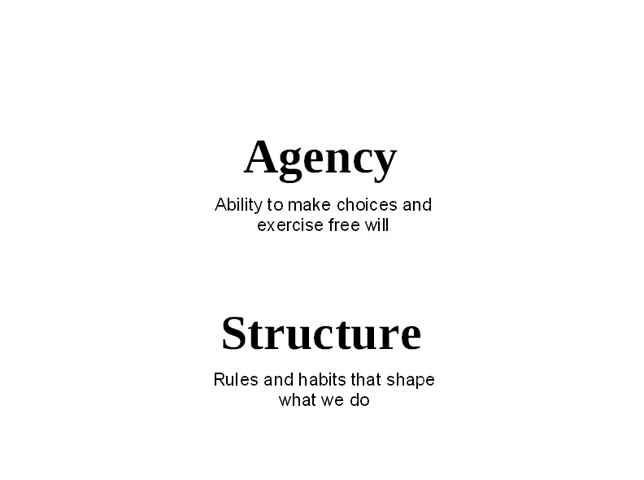 Agency
Ability to make choices and
exercise free will
Structure
Rules and habits that shape
what we do